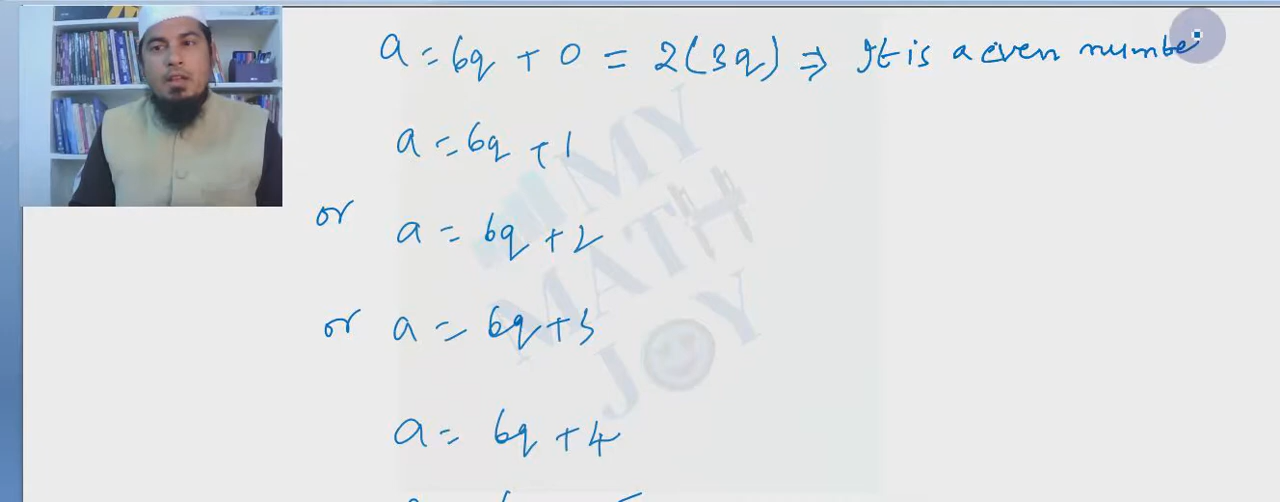 a = 6q + 0 = 2(3q) ⇒ It is a even numbe
a = 6q + 1
or a = 6q + 2
or a = 6q + 3
a = 6q + 4
MY
MATH
JOY